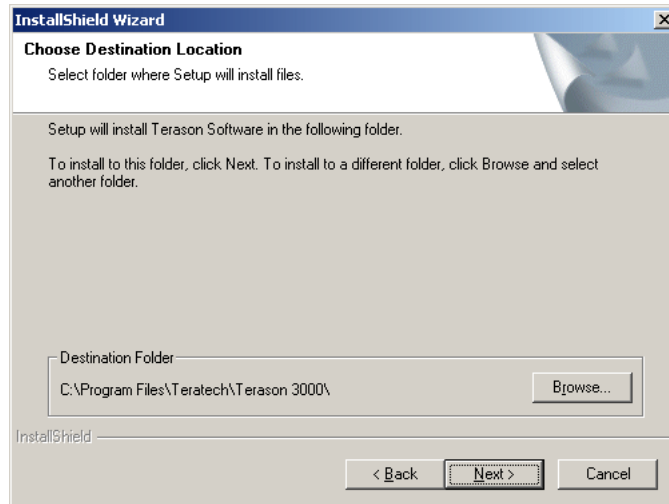 InstallShield Wizard
Choose Destination Location
Select folder where Setup will install files.
Setup will install Terason Software in the following folder.
To install to this folder, click Next. To install to a different folder, click Browse and select
another folder.
Destination Folder
C:\Program Files\Teratech\Terason 3000\
Browse...
InstallShield
< Back
Next >
Cancel